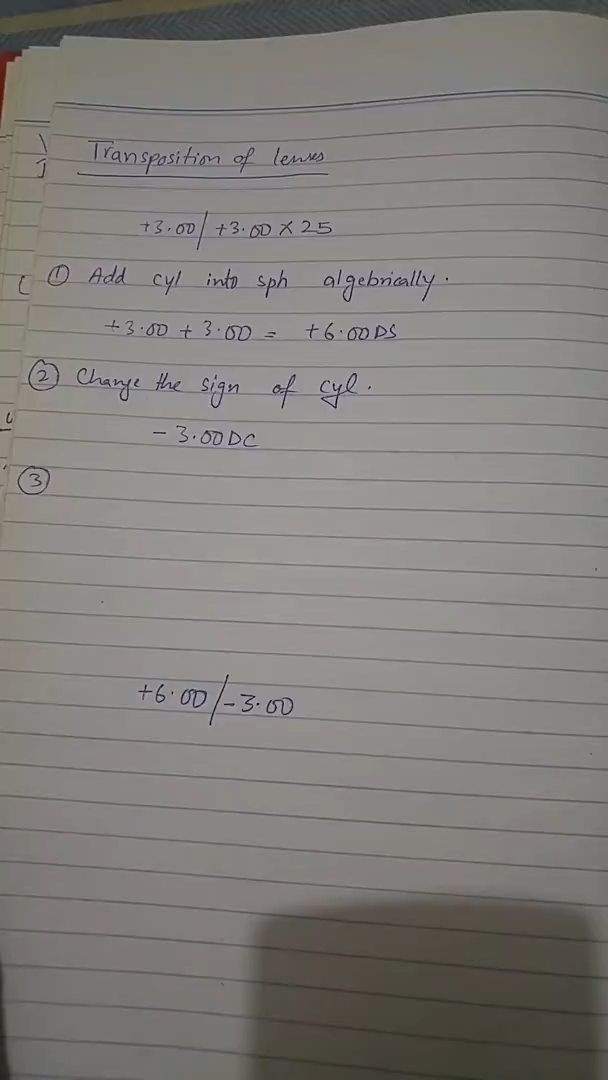 Transposition of lenses
+3.00/+3.00 X 25
① Add cyl into sph algebrically.
+3.00 + 3.00 = +6.00DS
② Change the sign of cyl.
- 3.00DC
③
+6.00/-3.00